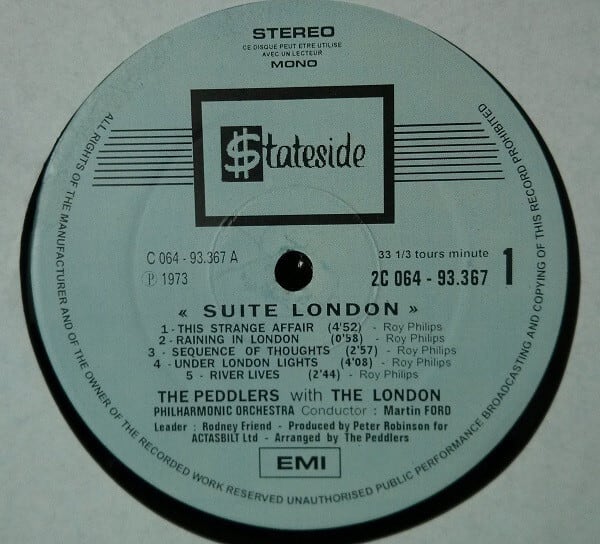 STEREO
CE DISQUE PEUT ETRE UTILISE
AVEC UN LECTEUR
MONO
$tateside
C 064 - 93.367 A
Ⓟ 1973
33 1/3 tours minute
2C 064 - 93.367 1
« SUITE LONDON »
1 - THIS STRANGE AFFAIR (4'52) - Roy Philips
2 - RAINING IN LONDON (0'58) - Roy Philips
3 - SEQUENCE OF THOUGHTS (2'57) - Roy Philips
4 - UNDER LONDON LIGHTS (4'08) - Roy Philips
5 - RIVER LIVES (2'44) - Roy Philips
THE PEDDLERS with THE LONDON
PHILHARMONIC ORCHESTRA Conductor : Martin FORD
Leader : Rodney Friend - Produced by Peter Robinson for
ACTASBILT Ltd - Arranged by The Peddlers
EMI
ALL RIGHTS OF THE MANUFACTURER AND OF THE OWNER OF THE RECORDED WORK RESERVED UNAUTHORISED PUBLIC PERFORMANCE BROADCASTING AND COPYING OF THIS RECORD PROHIBITED